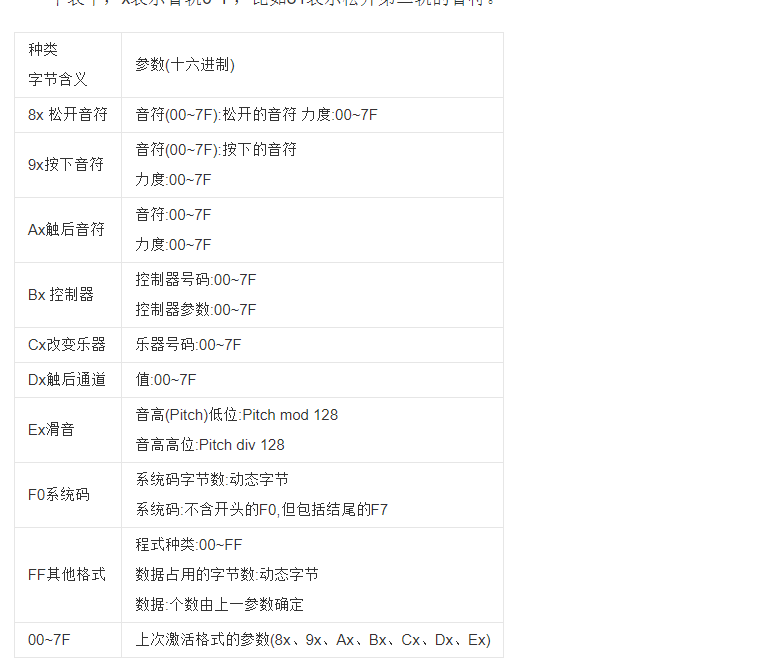 种类
字节含义
参数(十六进制)
8x 松开音符
音符(00~7F):松开的音符 力度:00~7F
9x按下音符
音符(00~7F):按下的音符
力度:00~7F
Ax触后音符
音符:00~7F
力度:00~7F
Bx 控制器
控制器号码:00~7F
控制器参数:00~7F
Cx改变乐器
乐器号码:00~7F
Dx触后通道
值:00~7F
Ex滑音
音高(Pitch)低位:Pitch mod 128
音高高位:Pitch div 128
F0系统码
系统码字节数:动态字节
系统码:不含开头的F0,但包括结尾的F7
FF其他格式
程式种类:00~FF
数据占用的字节数:动态字节
数据:个数由上一参数确定
00~7F
上次激活格式的参数(8x、9x、Ax、Bx、Cx、Dx、Ex)